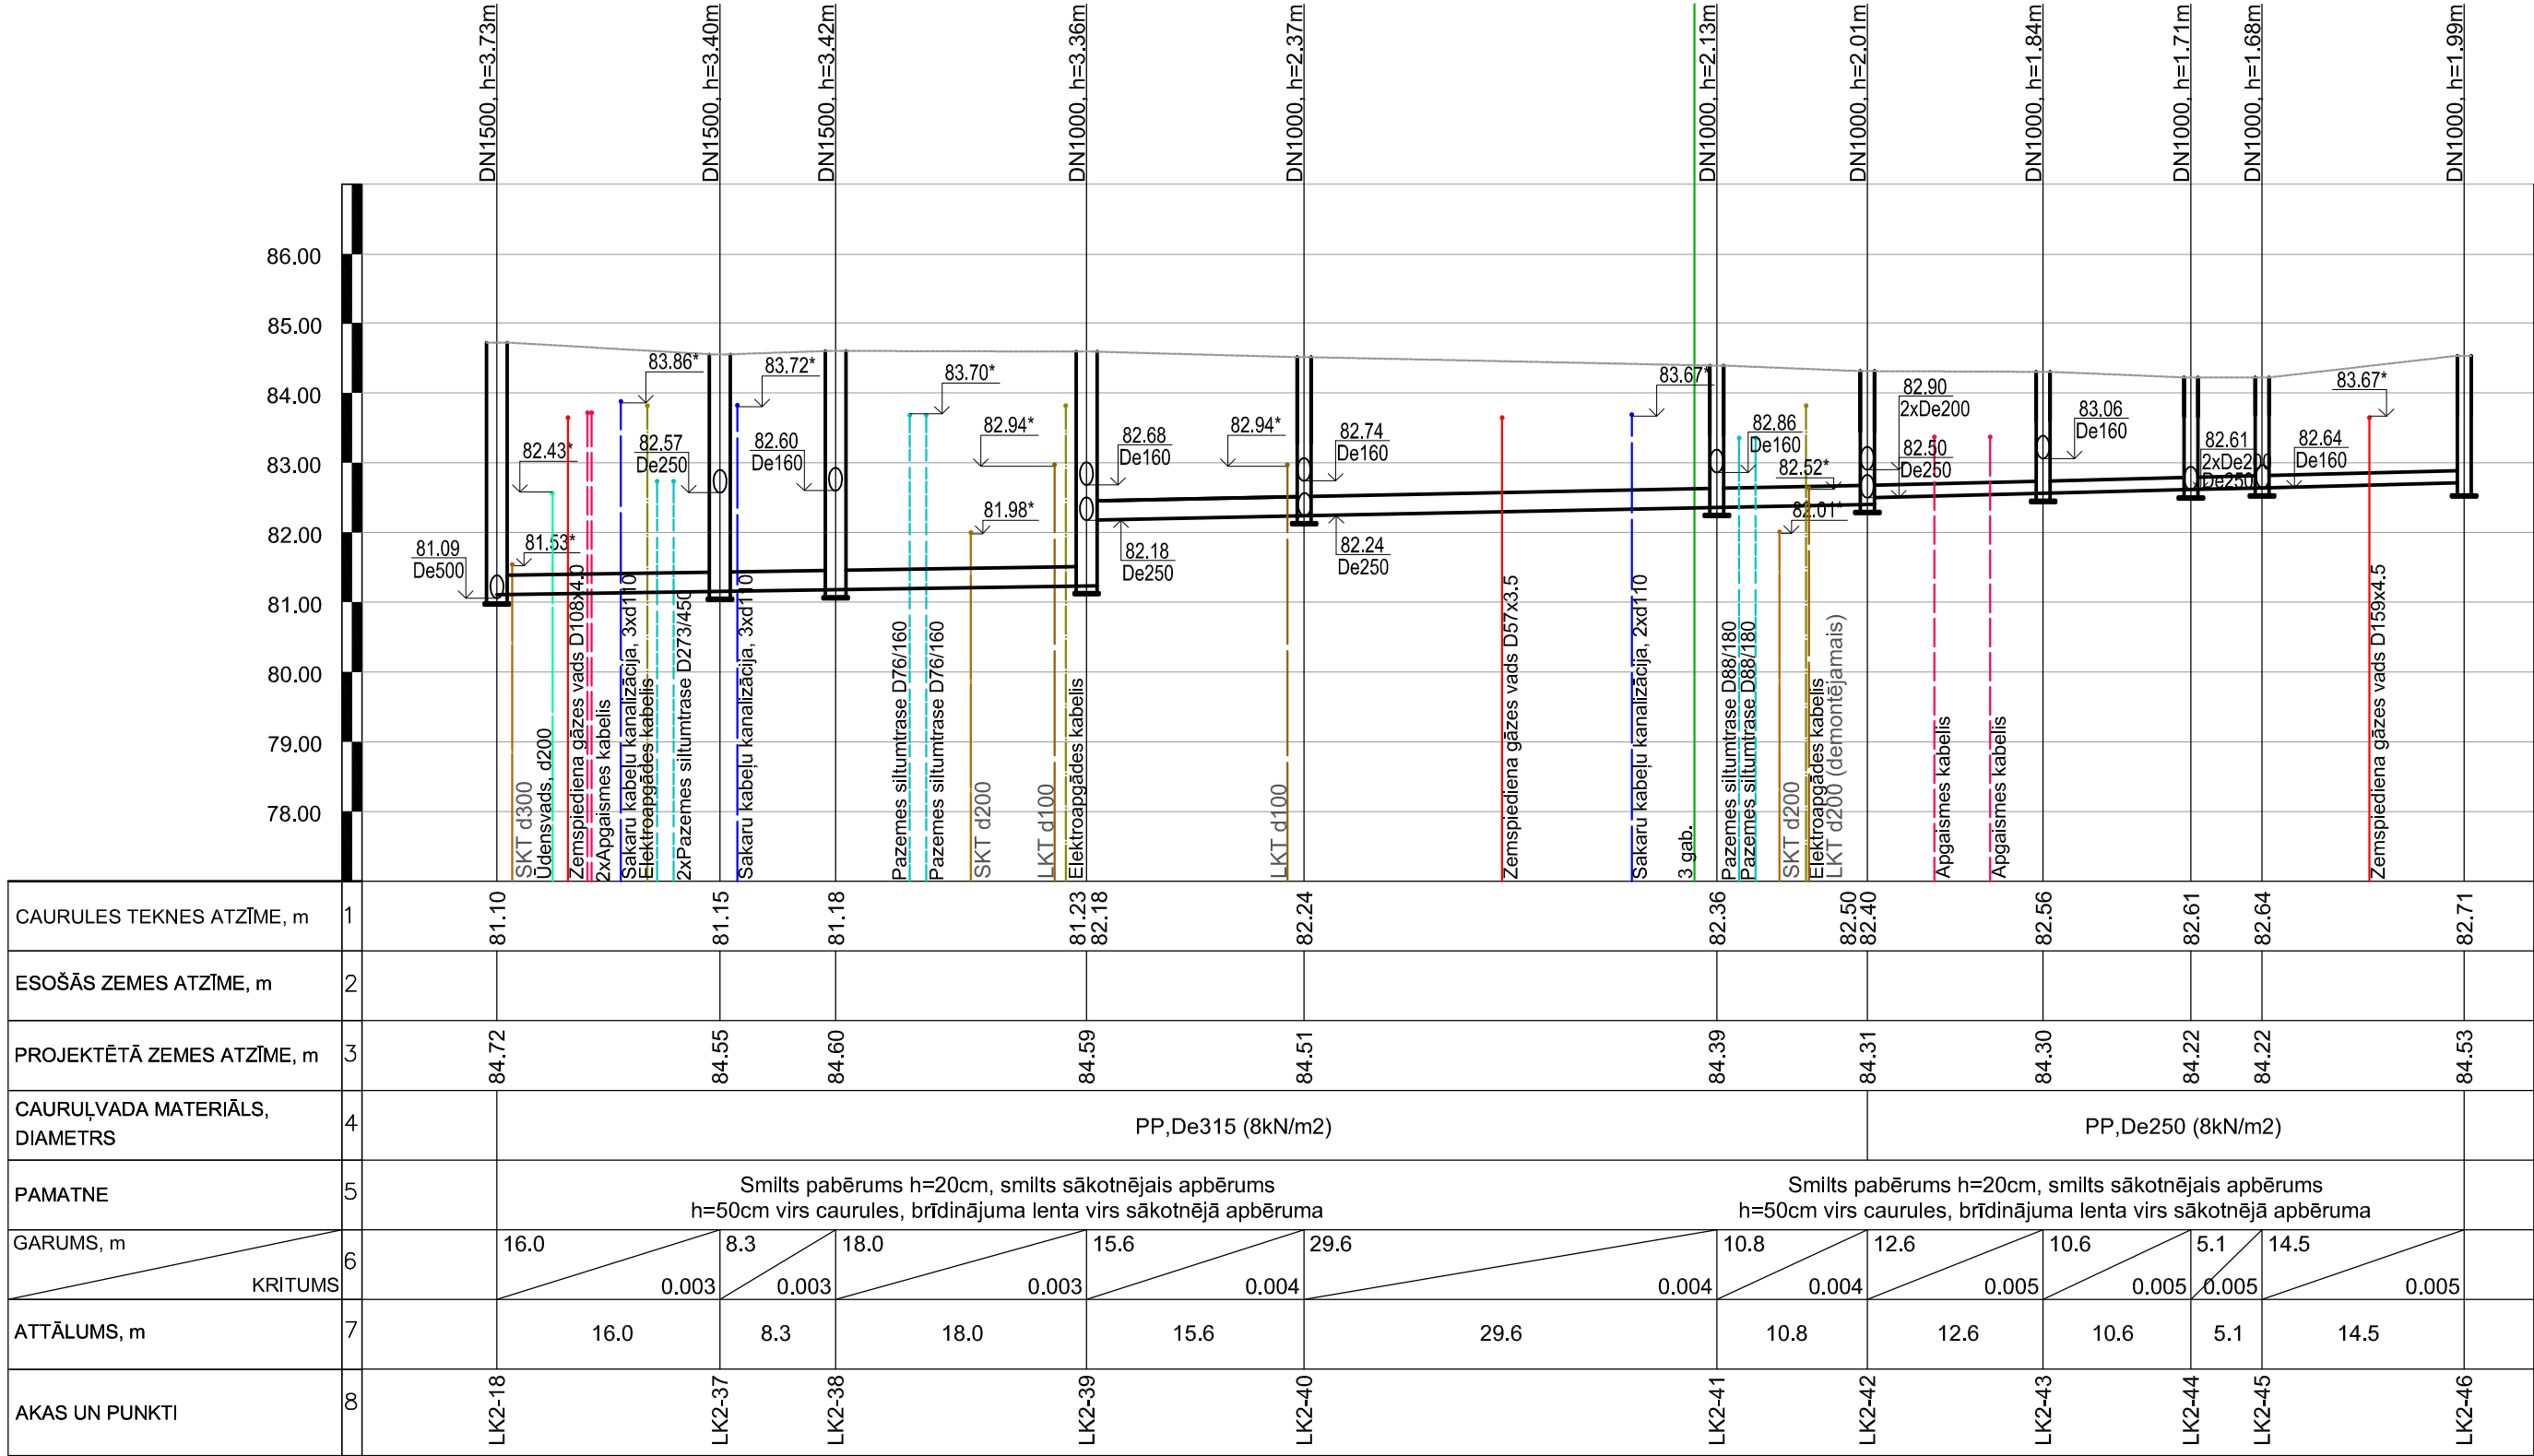 DN1500, h=3.73m
DN1500, h=3.40m
DN1500, h=3.42m
DN1000, h=3.36m
DN1000, h=2.37m
DN1000, h=2.13m
DN1000, h=2.01m
DN1000, h=1.84m
DN1000, h=1.71m
DN1000, h=1.68m
DN1000, h=1.99m
86.00
85.00
84.00
83.00
82.00
81.00
80.00
79.00
78.00
81.09
De500
82.43*
81.53*
83.86*
82.57
De250
83.72*
82.60
De160
83.70*
82.94*
81.98*
82.68
De160
82.18
De250
82.94*
82.74
De160
82.24
De250
83.67*
82.86
De160
82.52*
82.01*
82.90
2xDe200
82.50
De250
83.06
De160
82.61
2xDe200
De250
82.64
De160
83.67*
SKT d300
Ūdensvads, d200
Zemspiediena gāzes vads D108x4.0
2xApgaismes kabelis
Sakaru kabeļu kanalizācija, 3xd110
Elektroapgādes kabelis
2xPazemes siltumtrase D273/450
Sakaru kabeļu kanalizācija, 3xd110
Pazemes siltumtrase D76/160
Pazemes siltumtrase D76/160
SKT d200
LKT d100
Elektroapgādes kabelis
LKT d100
Zemspiediena gāzes vads D57x3.5
Sakaru kabeļu kanalizācija, 2xd110
3 gab.
Pazemes siltumtrase D88/180
Pazemes siltumtrase D88/180
SKT d200
Elektroapgādes kabelis
LKT d200 (demontējamais)
Apgaismes kabelis
Apgaismes kabelis
Zemspiediena gāzes vads D159x4.5
CAURULES TEKNES ATZĪME, m 1 81.10 81.15 81.18 81.23 82.18 82.24 82.36 82.50 82.40 82.56 82.61 82.64 82.71
ESOŠĀS ZEMES ATZĪME, m 2
PROJEKTĒTĀ ZEMES ATZĪME, m 3 84.72 84.55 84.60 84.59 84.51 84.39 84.31 84.30 84.22 84.22 84.53
CAURUĻVADA MATERIĀLS,
DIAMETRS 4 PP,De315 (8kN/m2) PP,De250 (8kN/m2)
PAMATNE 5
Smilts pabērums h=20cm, smilts sākotnējais apbērums
h=50cm virs caurules, brīdinājuma lenta virs sākotnējā apbēruma
Smilts pabērums h=20cm, smilts sākotnējais apbērums
h=50cm virs caurules, brīdinājuma lenta virs sākotnējā apbēruma
GARUMS, m 6 16.0 8.3 18.0 15.6 29.6 10.8 12.6 10.6 5.1 14.5
KRITUMS 0.003 0.003 0.003 0.004 0.004 0.004 0.005 0.005 0.005 0.005
ATTĀLUMS, m 7 16.0 8.3 18.0 15.6 29.6 10.8 12.6 10.6 5.1 14.5
AKAS UN PUNKTI 8 LK2-18 LK2-37 LK2-38 LK2-39 LK2-40 LK2-41 LK2-42 LK2-43 LK2-44 LK2-45 LK2-46